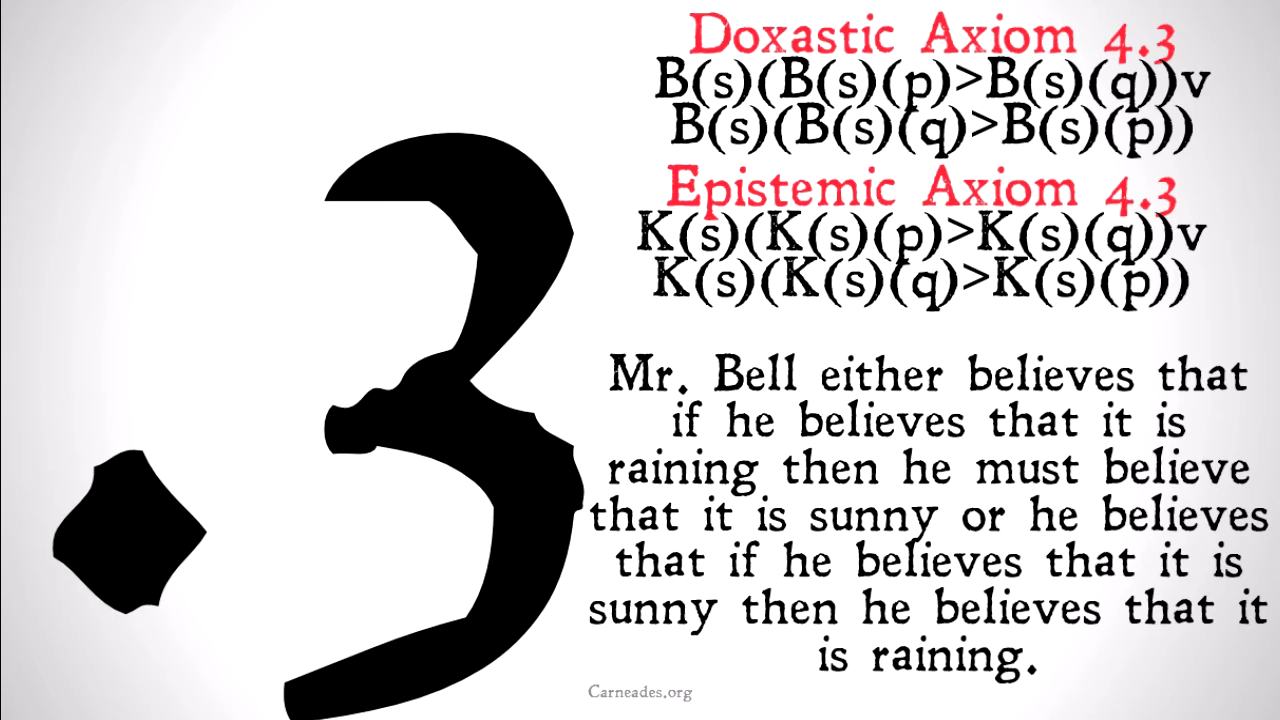 Doxastic Axiom 4.3
B(s)(B(s)(p)>B(s)(q))v
B(s)(B(s)(q)>B(s)(p))
Epistemic Axiom 4.3
K(s)(K(s)(p)>K(s)(q))v
K(s)(K(s)(q)>K(s)(p))
Mr. Bell either believes that
if he believes that it is
raining then he must believe
that it is sunny or he believes
that if he believes that it is
sunny then he believes that it
is raining.
.3
Carneades.org